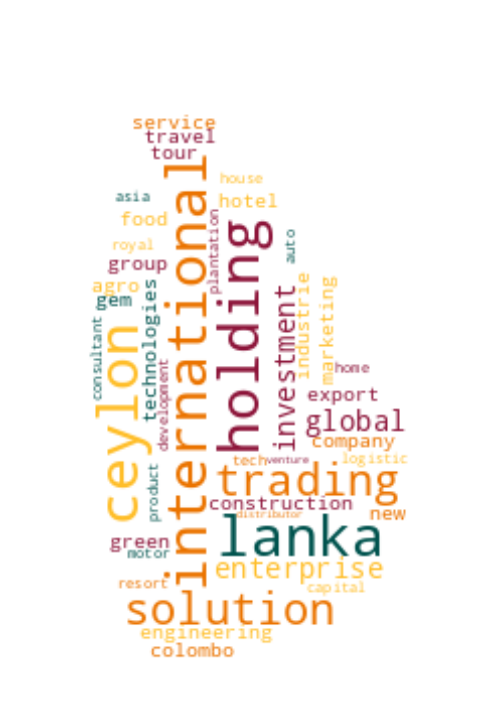 service
travel
tour
house
asia
hotel
food
international
holding
plantation
auto
royal
group
agro
gem
technologies
industrie
marketing
investment
consultant
ceylon
development
home
export
global
company
tech
venture
logistic
product
trading
construction
distributor
new
lanka
green
motor
enterprise
resort
capital
solution
engineering
colombo